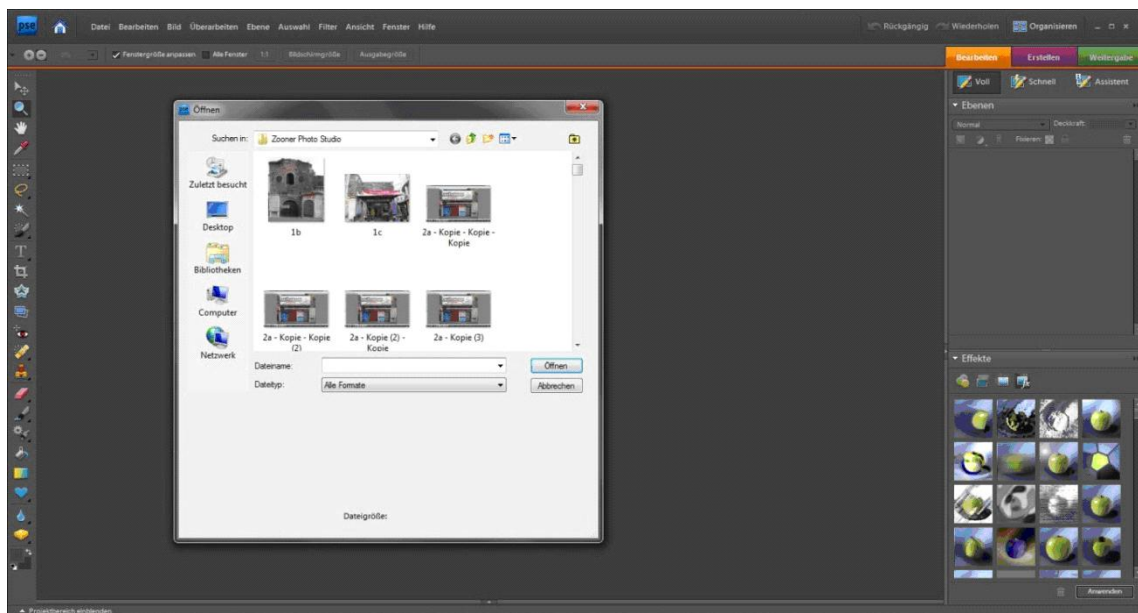 pse Datei Bearbeiten Bild Überarbeiten Ebene Auswahl Filter Ansicht Fenster Hilfe Rückgängig Wiederholen Organisieren
Fenstergröße anpassen Alle Fenster 1:1 Bildschirmgröße Ausgabegröße
Bearbeiten Erstellen Weitergabe
Voll Schnell Assistent
Ebenen
Normal Deckkraft:
Fixieren:
Öffnen
Suchen in: Zooner Photo Studio
Zuletzt besucht
Desktop
Bibliotheken
Computer
Netzwerk
1b 1c 2a - Kopie - Kopie -
Kopie
2a - Kopie - Kopie 2a - Kopie (2) - 2a - Kopie (3)
(2) Kopie
Dateiname: Öffnen
Dateityp: Alle Formate Abbrechen
Dateigröße:
Effekte
Anwenden
Projektbereich einblenden